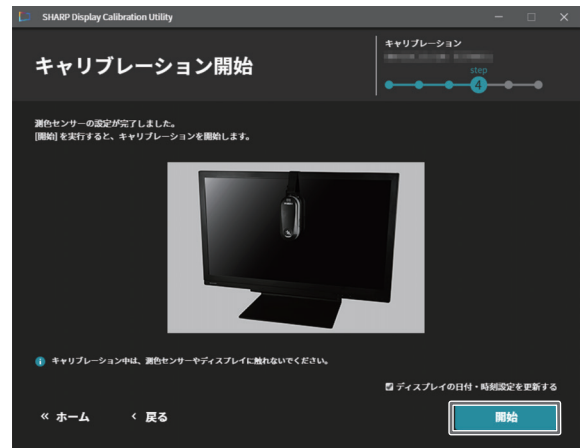 SHARP Display Calibration Utility
キャリブレーション開始
キャリブレーション
step
4
測色センサーの設定が完了しました。
[開始] を実行すると、キャリブレーションを開始します。
キャリブレーション中は、測色センサーやディスプレイに触れないでください。
ディスプレイの日付・時刻設定を更新する
« ホーム
‹ 戻る
開始